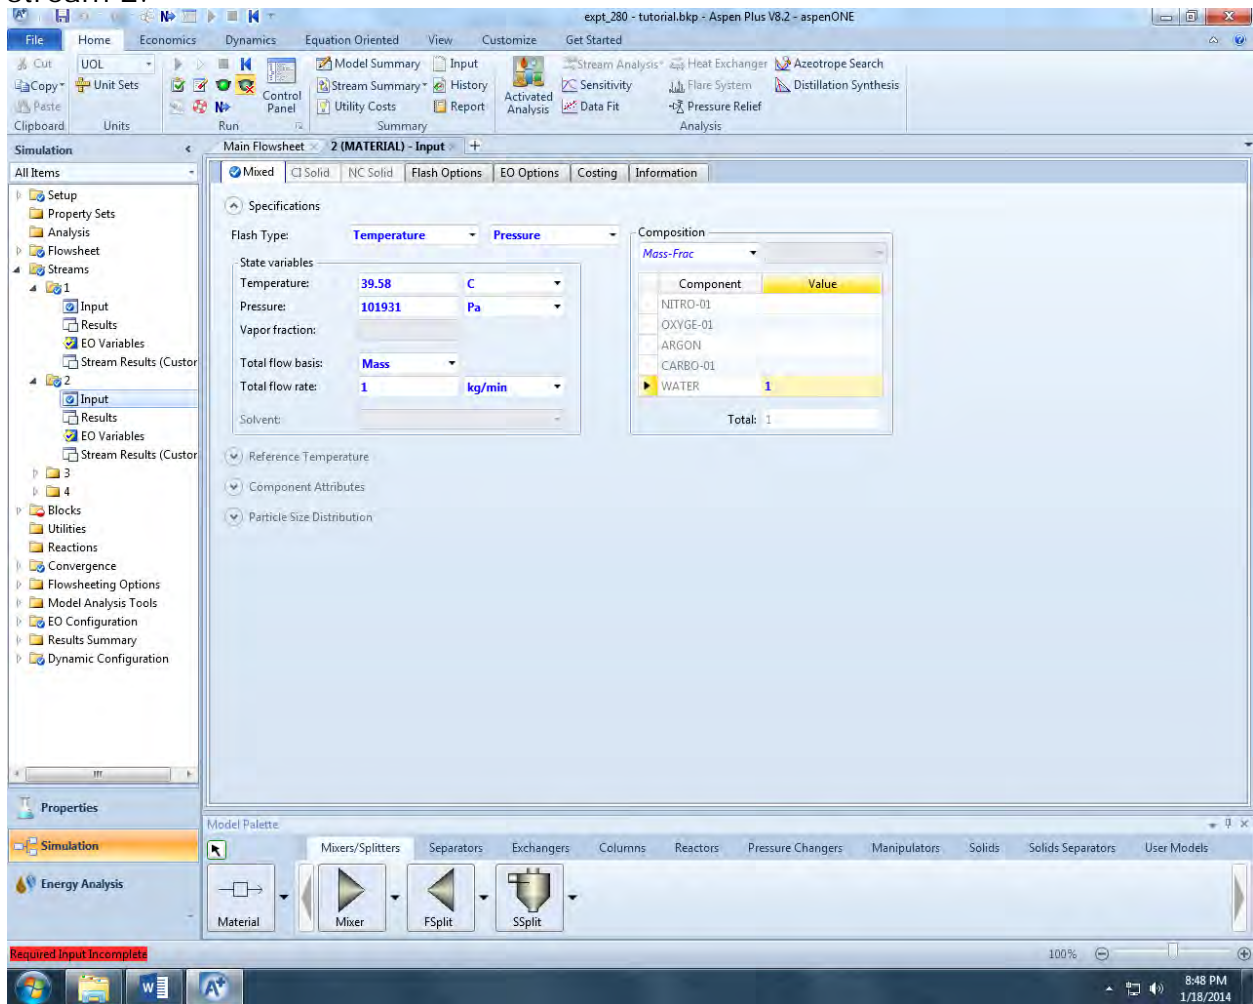 stream 2.
expt_280 - tutorial.bkp - Aspen Plus V8.2 - aspenONE
File Home Economics Dynamics Equation Oriented View Customize Get Started
Cut UOL Model Summary Input Stream Analysis Heat Exchanger Azeotrope Search
Copy Unit Sets Stream Summary History Sensitivity Flare System Distillation Synthesis
Paste Control Panel Utility Costs Report Activated Analysis Data Fit Pressure Relief
Clipboard Units Run Summary Analysis
Simulation Main Flowsheet 2 (MATERIAL) - Input +
All Items Mixed CI Solid NC Solid Flash Options EO Options Costing Information
Setup
Property Sets
Analysis
Flowsheet
Streams
1
Input
Results
EO Variables
Stream Results (Custor
2
Input
Results
EO Variables
Stream Results (Custor
3
4
Blocks
Utilities
Reactions
Convergence
Flowsheeting Options
Model Analysis Tools
EO Configuration
Results Summary
Dynamic Configuration
Specifications
Flash Type: Temperature Pressure
State variables
Temperature: 39.58 C
Pressure: 101931 Pa
Vapor fraction:
Total flow basis: Mass
Total flow rate: 1 kg/min
Solvent:
Composition
Mass-Frac
Component Value
NITRO-01
OXYGE-01
ARGON
CARBO-01
WATER 1
Total: 1
Reference Temperature
Component Attributes
Particle Size Distribution
Properties
Simulation
Energy Analysis
Model Palette
Mixers/Splitters Separators Exchangers Columns Reactors Pressure Changers Manipulators Solids Solids Separators User Models
Material Mixer FSplit SSplit
Required Input Incomplete 100%
8:48 PM
1/18/2014